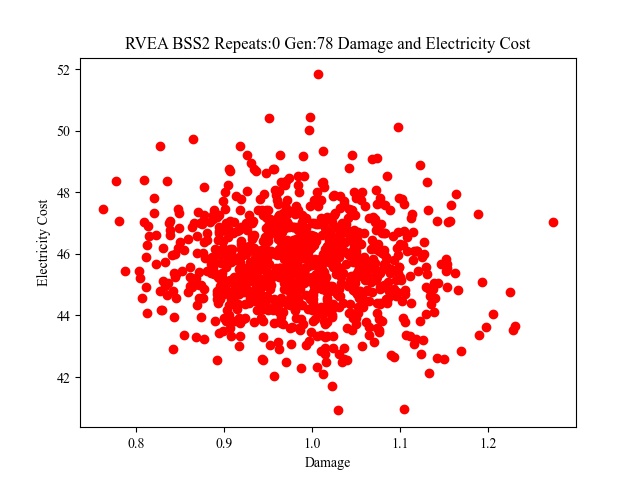 RVEA BSS2 Repeats:0 Gen:78 Damage and Electricity Cost
52
50
48
46
44
42
Electricity Cost
0.8 0.9 1.0 1.1 1.2
Damage